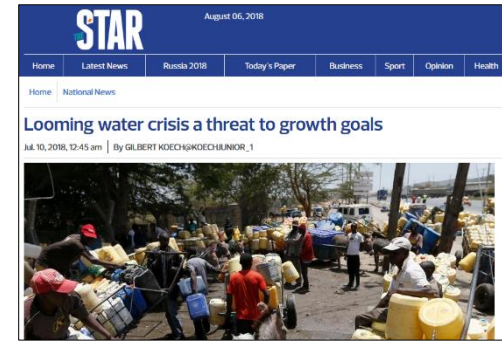 THE STAR
August 06, 2018
Home Latest News Russia 2018 Today's Paper Business Sport Opinion Health
Home National News
Looming water crisis a threat to growth goals
Jul. 10, 2018, 12:45 am | By GILBERT KOECH@KOECHJUNIOR_1